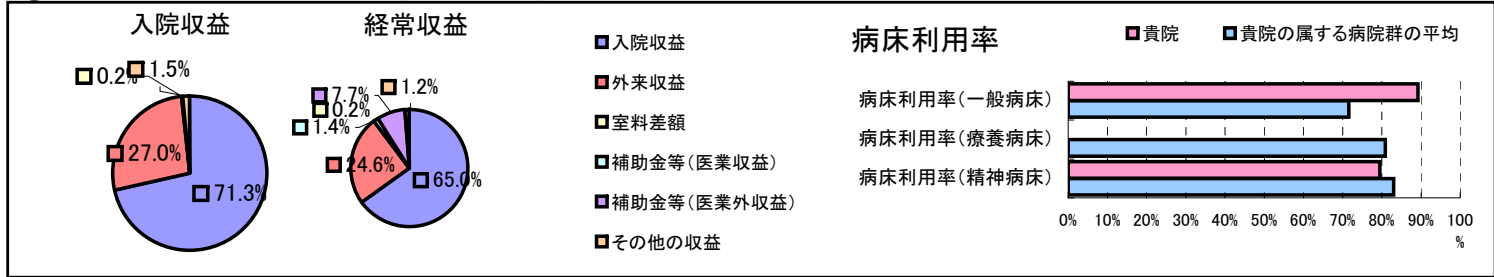 入院収益
0.2%
1.5%
27.0%
71.3%
経常収益
7.7%
1.2%
0.2%
1.4%
24.6%
65.0%
入院収益
外来収益
室料差額
補助金等(医業収益)
補助金等(医業外収益)
その他の収益
病床利用率
貴院
貴院の属する病院群の平均
病床利用率(一般病床)
病床利用率(療養病床)
病床利用率(精神病床)
0% 10% 20% 30% 40% 50% 60% 70% 80% 90% 100
%